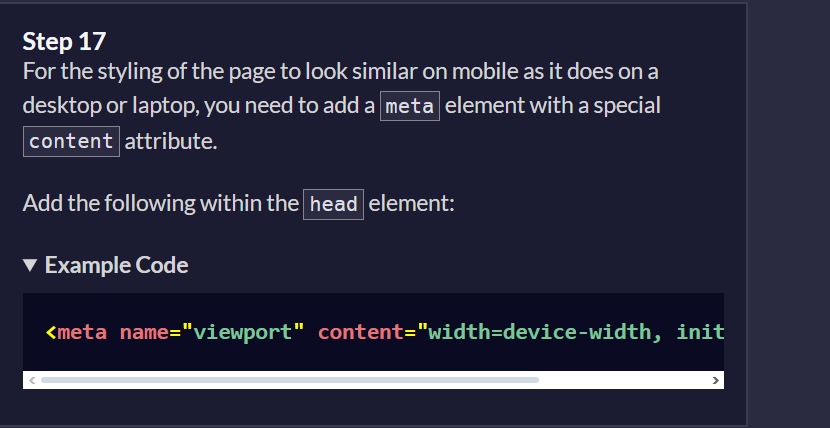 Step 17
For the styling of the page to look similar on mobile as it does on a
desktop or laptop, you need to add a meta element with a special
content attribute.
Add the following within the head element:
▼ Example Code
<meta name="viewport" content="width=device-width, init